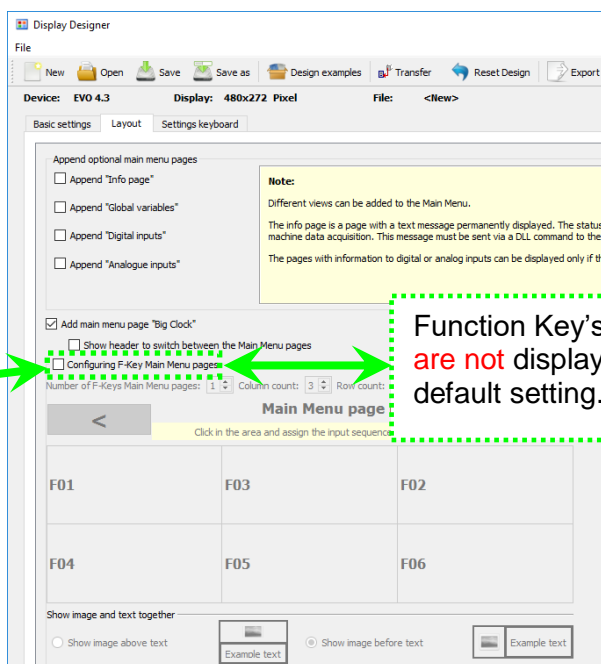 Display Designer
File
New Open Save Save as Design examples Transfer Reset Design Export
Device: EVO 4.3 Display: 480x272 Pixel File: <New>
Basic settings Layout Settings keyboard
Append optional main menu pages
Append "Info page"
Append "Global variables"
Append "Digital inputs"
Append "Analogue inputs"
Note:
Different views can be added to the Main Menu.
The info page is a page with a text message permanently displayed. The status
machine data acquisition. This message must be sent via a DLL command to the
The pages with information to digital or analog inputs can be displayed only if th
Add main menu page "Big Clock"
Show header to switch between the Main Menu pages
Configuring F-Key Main Menu pages
Function Key's
are not display
default setting.
Number of F-Keys Main Menu pages: 1 Column count: 3 Row count:
<
Main Menu page
Click in the area and assign the input sequence
F01 F03 F02
F04 F05 F06
Show image and text together
Show image above text
Example text
Show image before text
Example text